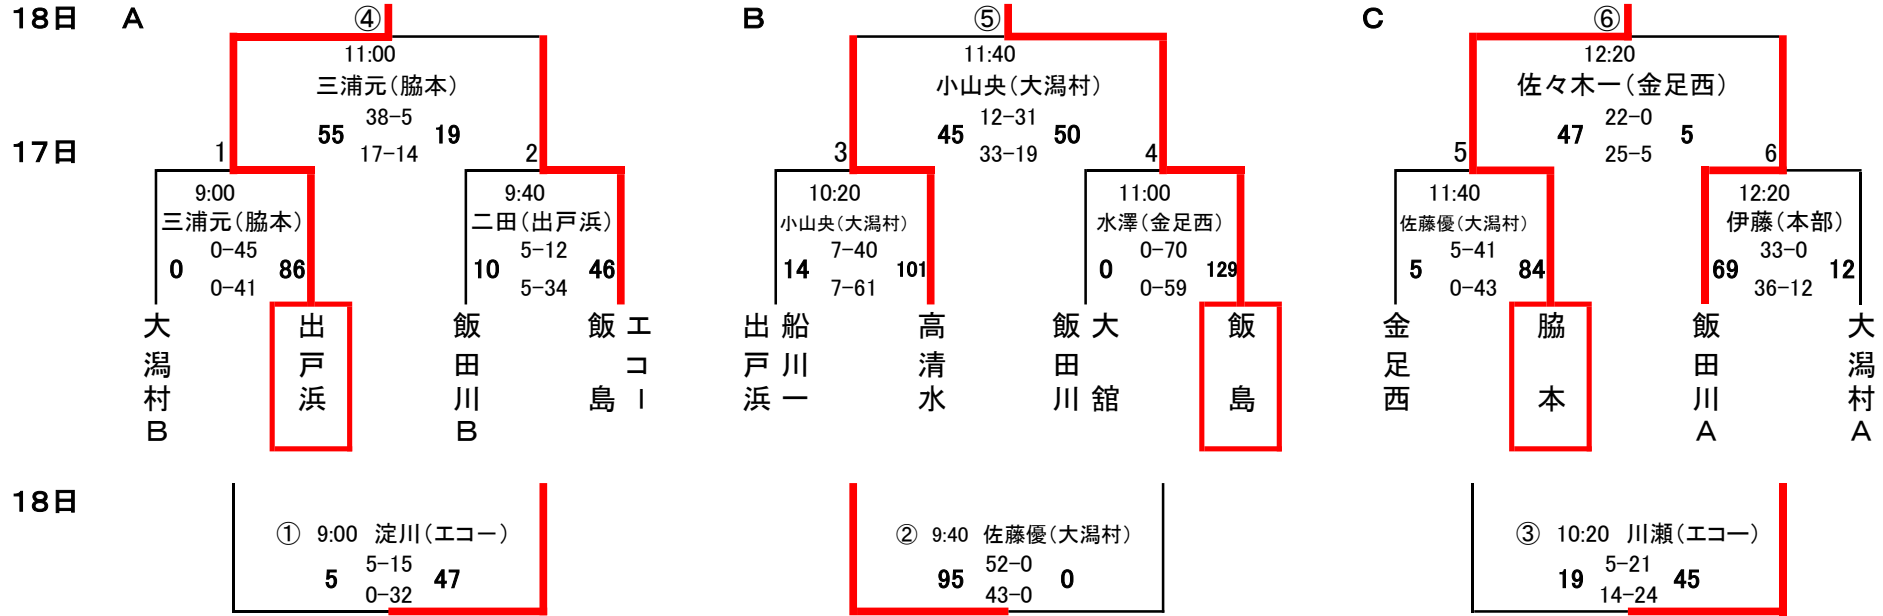 18日 A ④ B ⑤ C ⑥
11:00 11:40 12:20
三浦元(脇本) 小山央(大潟村) 佐々木一(金足西)
38-5 12-31 22-0
55 19 45 50 47 5
17-14 33-19 25-5
17日 1 2 3 4 5 6
9:00 9:40 10:20 11:00 11:40 12:20
三浦元(脇本) 二田(出戸浜) 小山央(大潟村) 水澤(金足西) 佐藤優(大潟村) 伊藤(本部)
0-45 5-12 7-40 0-70 5-41 33-0
0 86 10 46 14 101 0 129 5 84 69 12
0-41 5-34 7-61 0-59 0-43 36-12
大潟村B
出戸浜
飯田川B
飯島
エコー
出戸浜
船川一
高清水
飯田川
大舘
飯島
金足西
脇本
飯田川A
大潟村A
18日
① 9:00 淀川(エコー) ② 9:40 佐藤優(大潟村) ③ 10:20 川瀬(エコー)
5-15 52-0 5-21
5 47 95 0 19 45
0-32 43-0 14-24